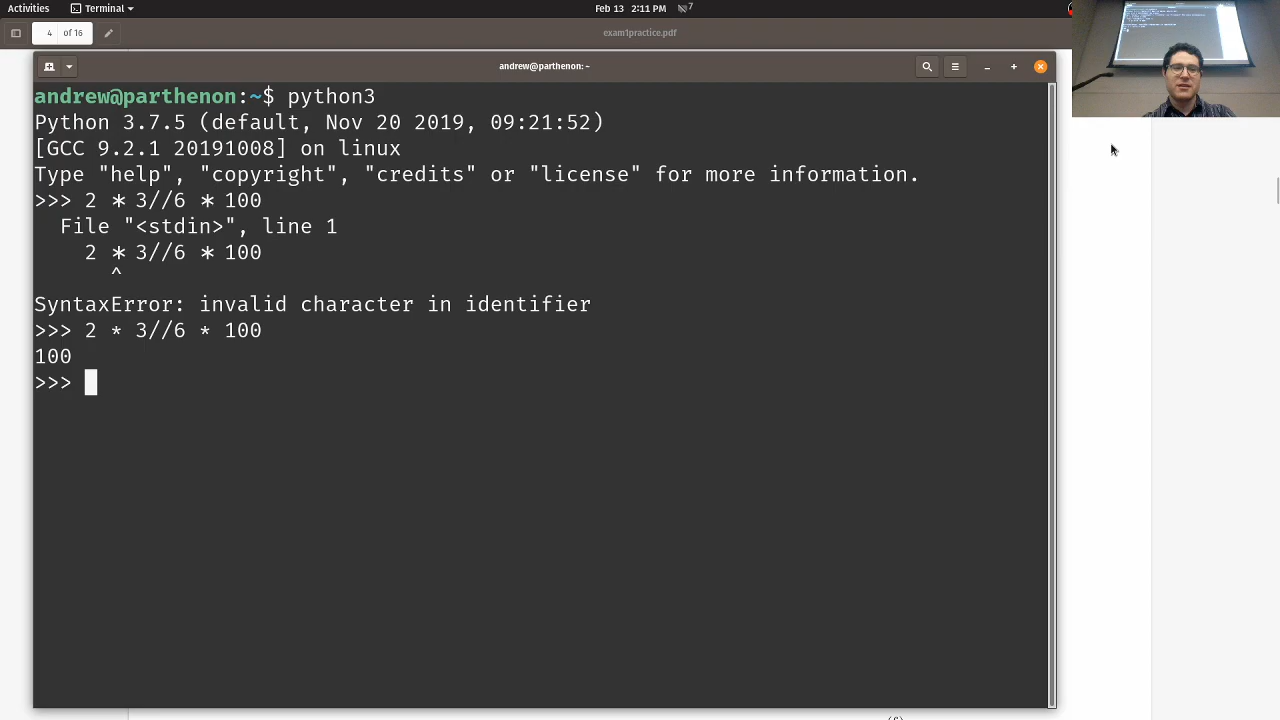 Activities Terminal Feb 13 2:11 PM 7
4 of 16 exam1practice.pdf
andrew@parthenon: ~
andrew@parthenon:~$ python3
Python 3.7.5 (default, Nov 20 2019, 09:21:52)
[GCC 9.2.1 20191008] on linux
Type "help", "copyright", "credits" or "license" for more information.
>>> 2 ∗ 3//6 ∗ 100
  File "<stdin>", line 1
    2 ∗ 3//6 ∗ 100
      ^
SyntaxError: invalid character in identifier
>>> 2 * 3//6 * 100
100
>>>